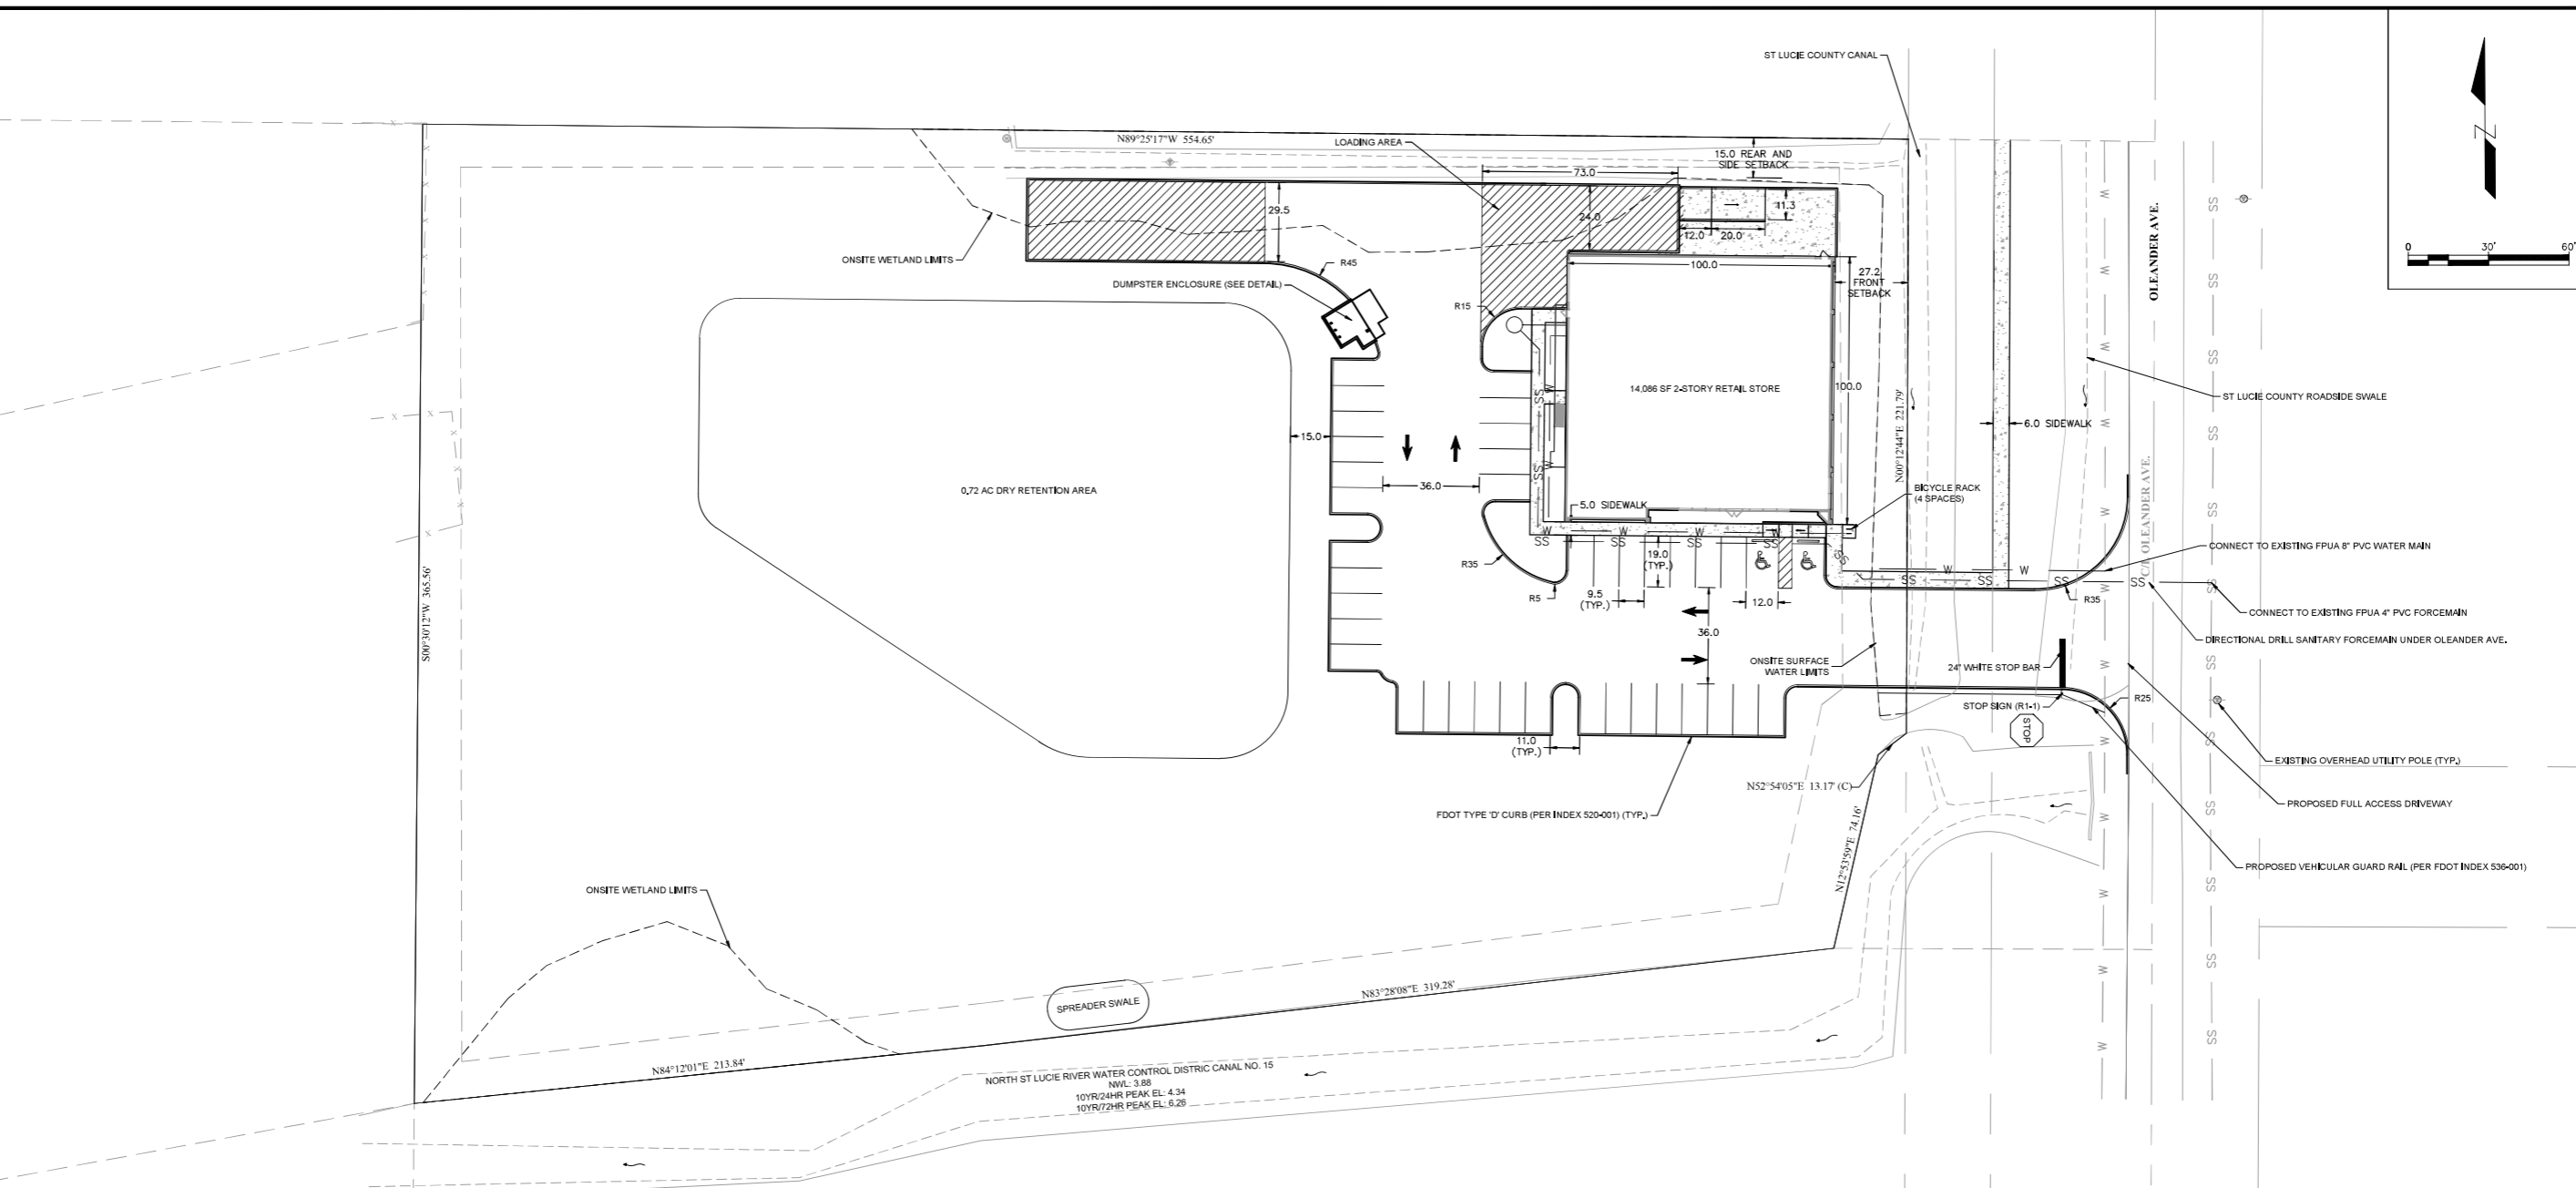 ST LUCIE COUNTY CANAL
N
0 30' 60'
N89°25'17"W 554.65'
LOADING AREA
15.0 REAR AND
SIDE SETBACK
73.0
29.5
24.0
11.3
12.0
20.0
ONSITE WETLAND LIMITS
R45
100.0
27.2
FRONT
SETBACK
OLEANDER AVE.
DUMPSTER ENCLOSURE (SEE DETAIL)
R15
14,086 SF 2-STORY RETAIL STORE
100.0
N00°12'44"E 221.79'
ST LUCIE COUNTY ROADSIDE SWALE
6.0 SIDEWALK
15.0
36.0
0.72 AC DRY RETENTION AREA
BICYCLE RACK
(4 SPACES)
5.0 SIDEWALK
C/L OLEANDER AVE.
W W W W
SS SS SS SS
CONNECT TO EXISTING FPUA 8" PVC WATER MAIN
19.0
(TYP.)
R35
R5
9.5
(TYP.)
12.0
R35
CONNECT TO EXISTING FPUA 4" PVC FORCEMAIN
DIRECTIONAL DRILL SANITARY FORCEMAIN UNDER OLEANDER AVE.
36.0
S00°30'12"W 365.56'
ONSITE SURFACE
WATER LIMITS
24" WHITE STOP BAR
STOP SIGN (R1-1)
R25
STOP
11.0
(TYP.)
EXISTING OVERHEAD UTILITY POLE (TYP.)
N52°54'05"E 13.17' (C)
PROPOSED FULL ACCESS DRIVEWAY
FDOT TYPE 'D' CURB (PER INDEX 520-001) (TYP.)
N12°53'59"E 74.16'
PROPOSED VEHICULAR GUARD RAIL (PER FDOT INDEX 536-001)
ONSITE WETLAND LIMITS
SPREADER SWALE
N83°28'08"E 319.28'
N84°12'01"E 213.84'
NORTH ST LUCIE RIVER WATER CONTROL DISTRIC CANAL NO. 15
NWL: 3.88
10YR/24HR PEAK EL: 4.34
10YR/72HR PEAK EL: 6.26